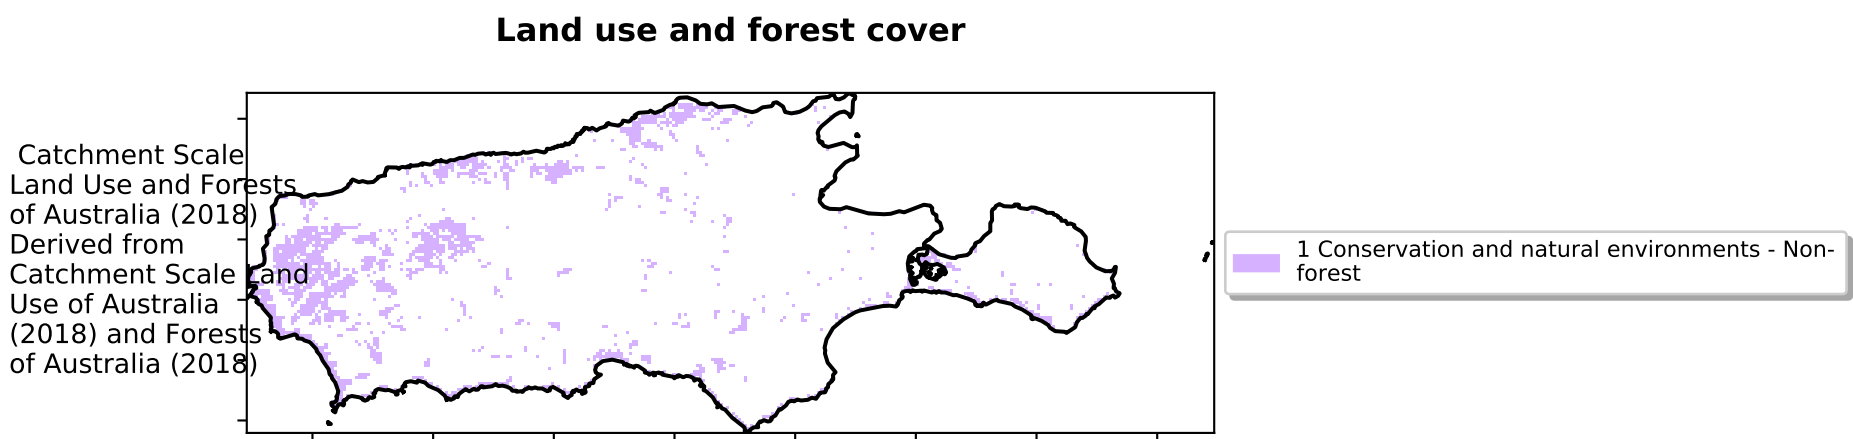 Land use and forest cover
Catchment Scale
Land Use and Forests
of Australia (2018)
Derived from
Catchment Scale Land
Use of Australia
(2018) and Forests
of Australia (2018)
1 Conservation and natural environments - Non-
forest